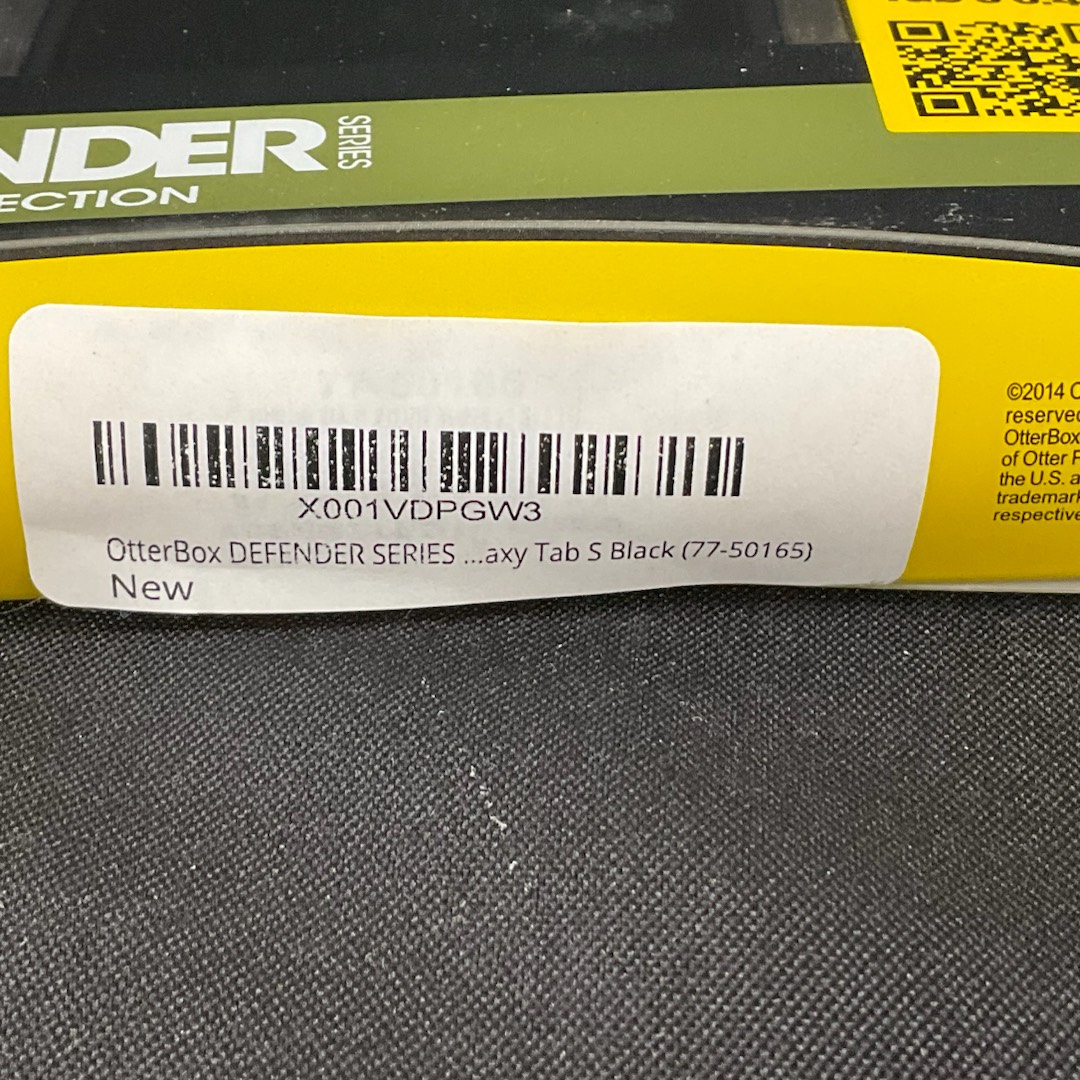 NDER SERIES
ECTION
X001VDPGW3
OtterBox DEFENDER SERIES ...axy Tab S Black (77-50165)
New
©2014 O
reserved
OtterBox
of Otter P
the U.S. a
trademark
respective